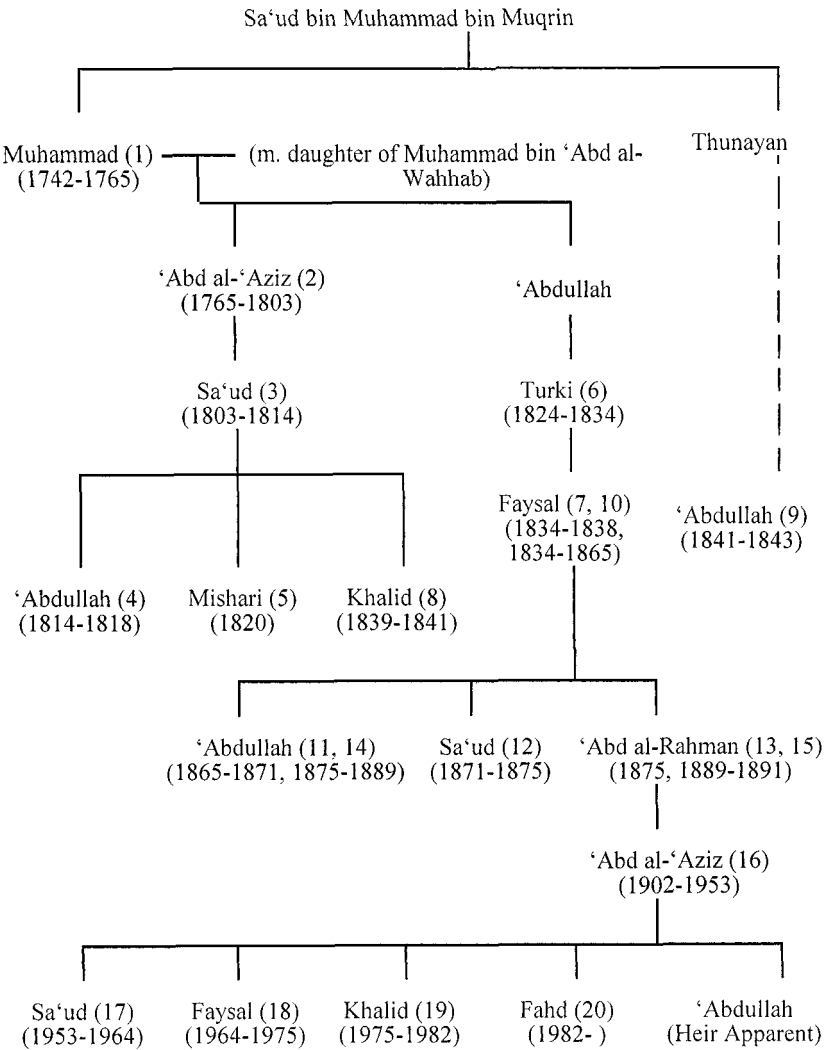 Sa‘ud bin Muhammad bin Muqrin
Muhammad (1)
(1742-1765)
(m. daughter of Muhammad bin ‘Abd al-
Wahhab)
Thunayan
‘Abd al-‘Aziz (2)
(1765-1803)
‘Abdullah
Sa‘ud (3)
(1803-1814)
Turki (6)
(1824-1834)
Faysal (7, 10)
(1834-1838,
1834-1865)
‘Abdullah (9)
(1841-1843)
‘Abdullah (4)
(1814-1818)
Mishari (5)
(1820)
Khalid (8)
(1839-1841)
‘Abdullah (11, 14)
(1865-1871, 1875-1889)
Sa‘ud (12)
(1871-1875)
‘Abd al-Rahman (13, 15)
(1875, 1889-1891)
‘Abd al-‘Aziz (16)
(1902-1953)
Sa‘ud (17)
(1953-1964)
Faysal (18)
(1964-1975)
Khalid (19)
(1975-1982)
Fahd (20)
(1982- )
‘Abdullah
(Heir Apparent)